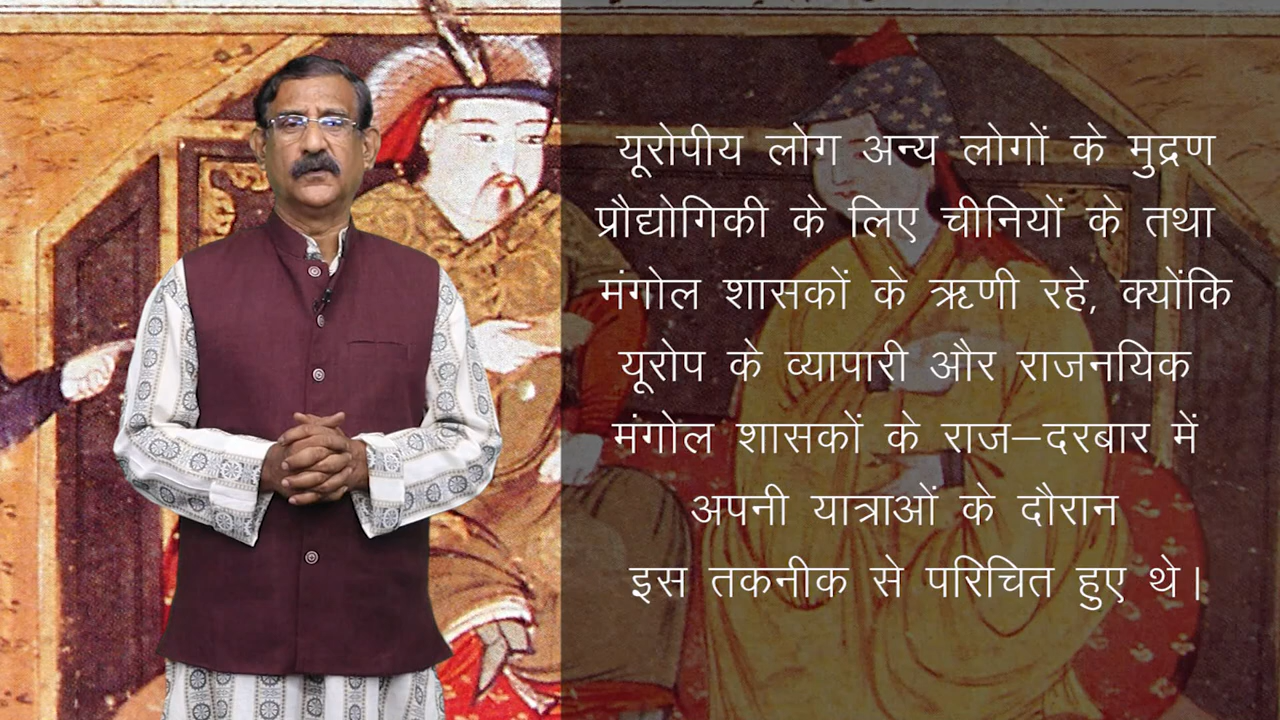 यूरोपीय लोग अन्य लोगों के मुद्रण
प्रौद्योगिकी के लिए चीनियों के तथा
मंगोल शासकों के ऋणी रहे, क्योंकि
यूरोप के व्यापारी और राजनयिक
मंगोल शासकों के राज–दरबार में
अपनी यात्राओं के दौरान
इस तकनीक से परिचित हुए थे।